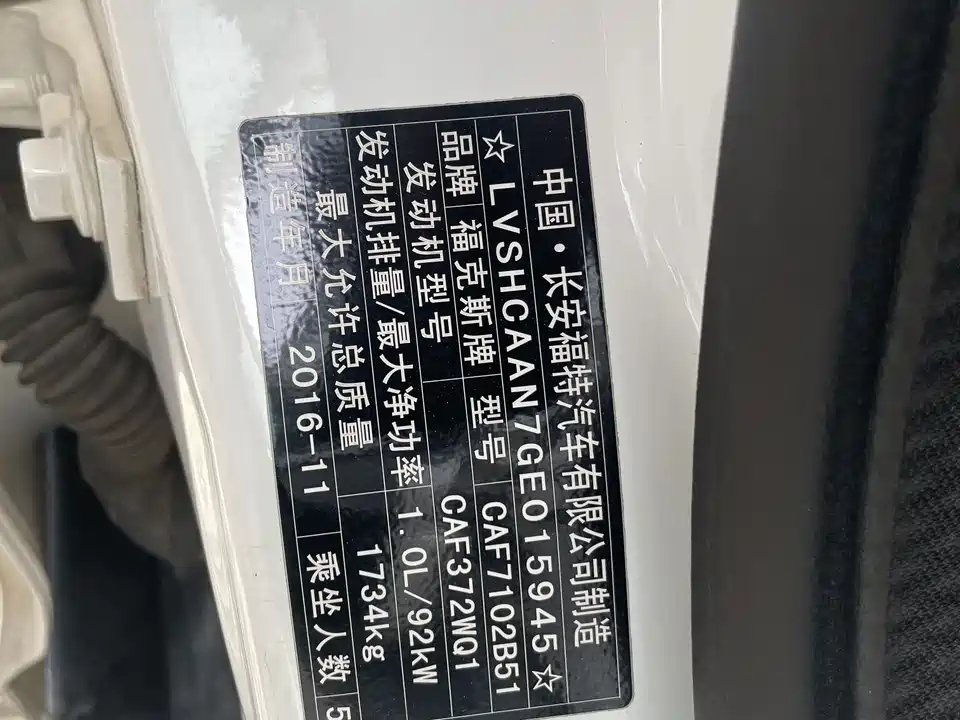 中国·长安福特汽车有限公司制造
☆LVSHCAAN7GE015945☆
品牌 福克斯牌 型号 CAF7102B51
发动机型号 CAF372WQ1
发动机排量/最大净功率 1.0L/92kW
最大允许总质量 1734kg
制造年月 2016-11 乘坐人数 5